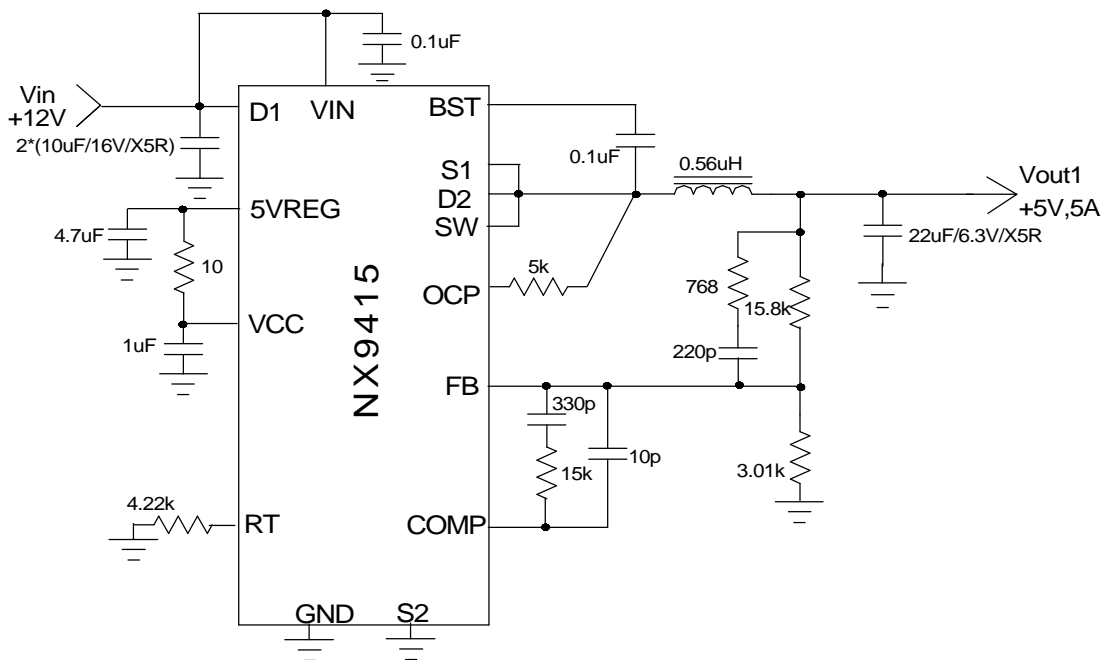 0.1uF
Vin
+12V
D1
VIN
BST
2*(10uF/16V/X5R)
0.1uF
S1
0.56uH
D2
Vout1
5VREG
SW
+5V,5A
4.7uF
22uF/6.3V/X5R
10
5k
768
OCP
15.8k
VCC
1uF
NX9415
220p
FB
330p
10p
15k
3.01k
4.22k
RT
COMP
GND
S2